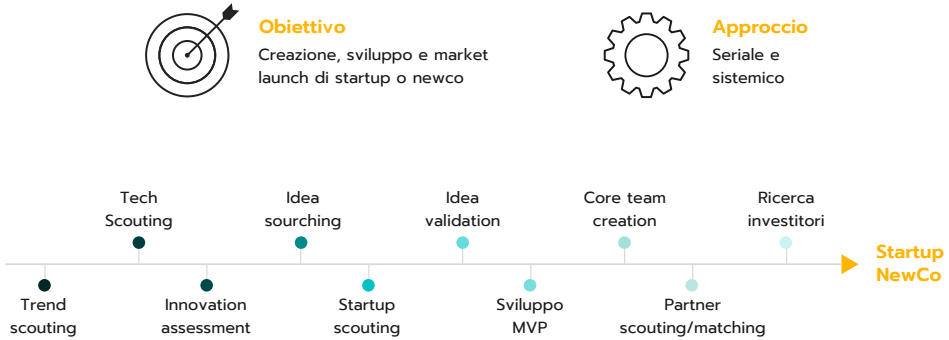 Obiettivo
Creazione, sviluppo e market
launch di startup o newco
Approccio
Seriale e
sistemico
Tech
Scouting
Idea
sourching
Idea
validation
Core team
creation
Ricerca
investitori
Startup
NewCo
Trend
scouting
Innovation
assessment
Startup
scouting
Sviluppo
MVP
Partner
scouting/matching